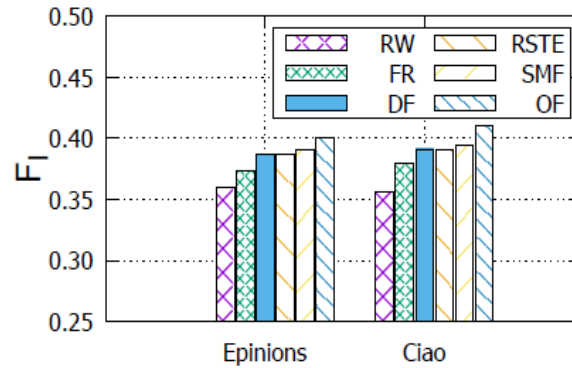 0.50
0.45
0.40
0.35
0.30
0.25
F_I
RW RSTE
FR SMF
DF OF
Epinions Ciao